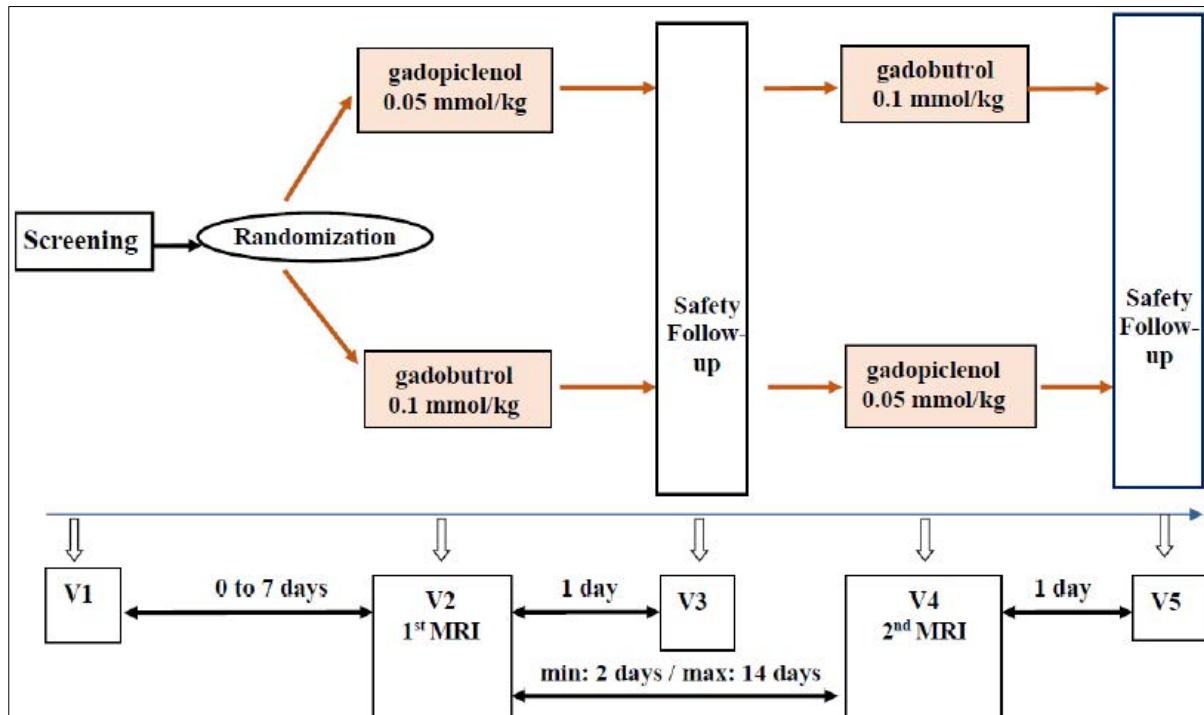 gadopiclenol
0.05 mmol/kg
gadobutrol
0.1 mmol/kg
Screening
Randomization
Safety
Follow-
up
Safety
Follow-
up
gadobutrol
0.1 mmol/kg
gadopiclenol
0.05 mmol/kg
V1
0 to 7 days
V2
1st MRI
1 day
V3
V4
2nd MRI
1 day
V5
min: 2 days / max: 14 days